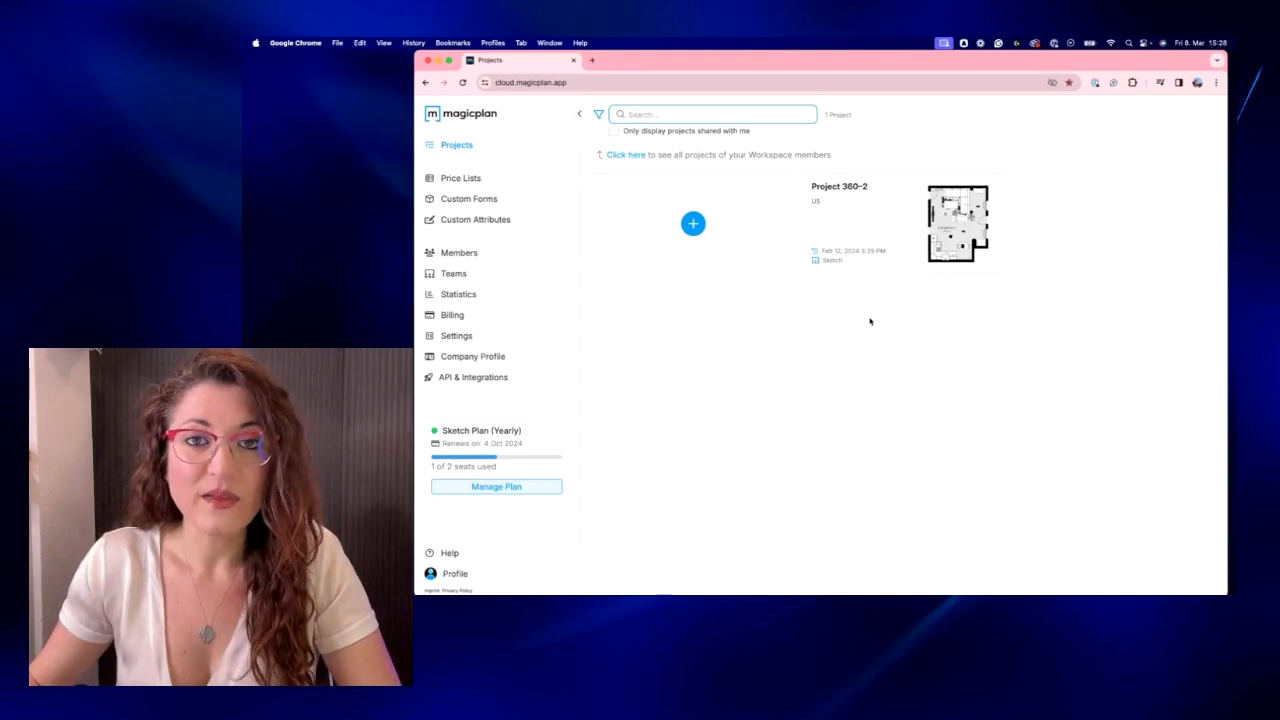 Google Chrome File Edit View History Bookmarks Profiles Tab Window Help
Fri 8. Mar 15:28
Projects
cloud.magicplan.app
[m] magicplan
Search...
1 Project
Only display projects shared with me
Click here to see all projects of your Workspace members
Projects
Price Lists
Custom Forms
Custom Attributes
Members
Teams
Statistics
Billing
Settings
Company Profile
API & Integrations
Project 360-2
US
Feb 12, 2024 3:35 PM
Sketch
Sketch Plan (Yearly)
Renews on: 4 Oct 2024
1 of 2 seats used
Manage Plan
Help
Profile
Imprint Privacy Policy